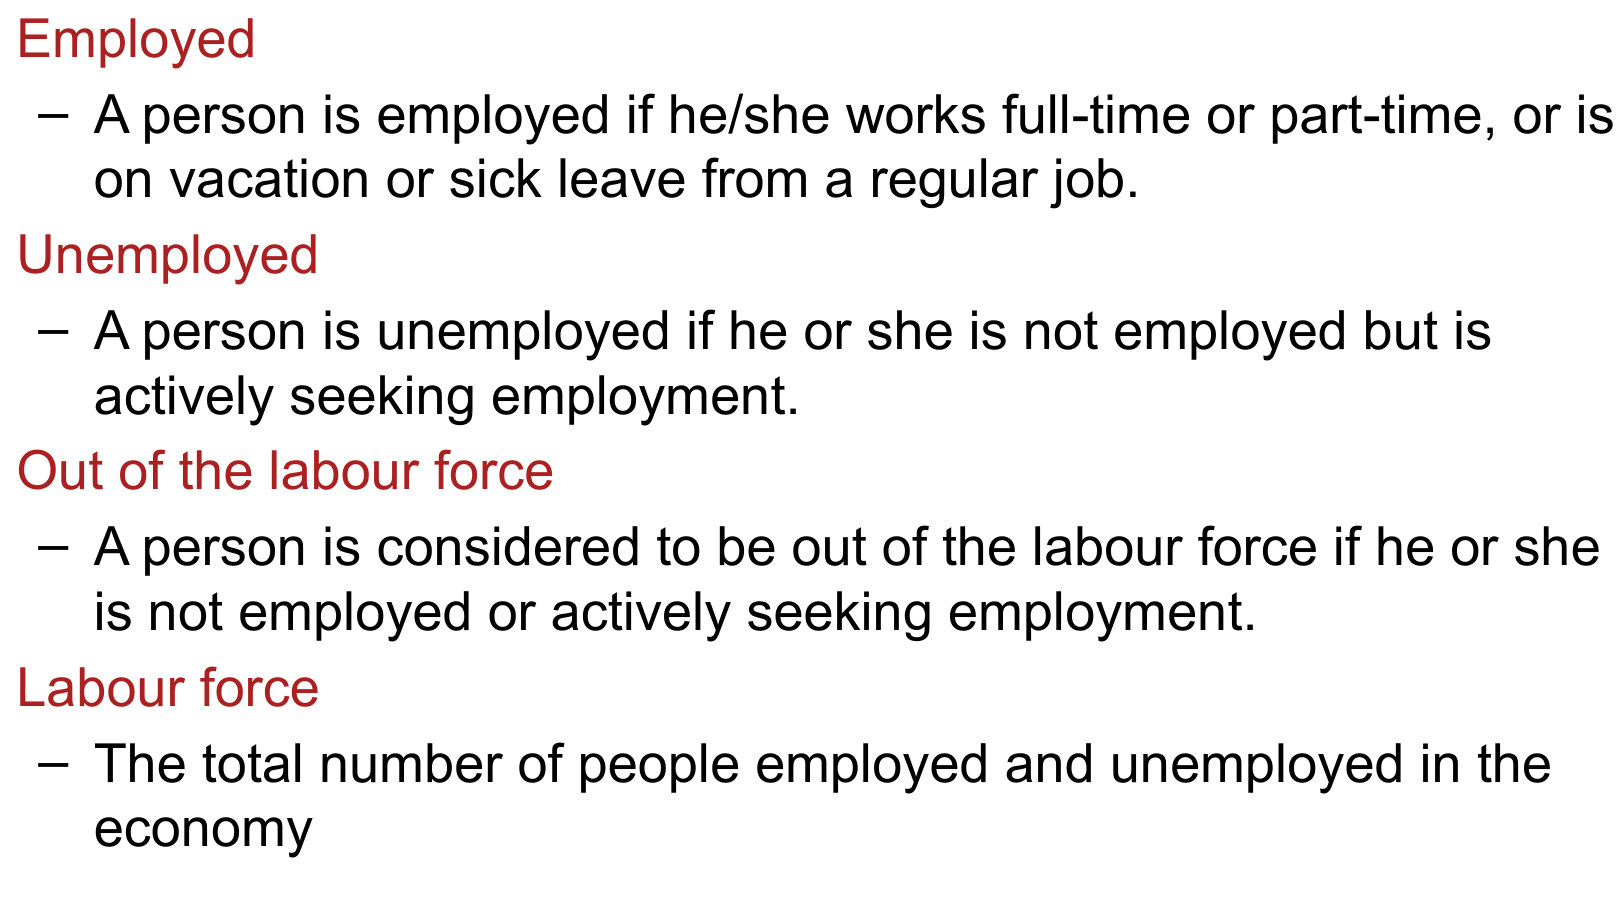 Employed
– A person is employed if he/she works full-time or part-time, or is
on vacation or sick leave from a regular job.
Unemployed
– A person is unemployed if he or she is not employed but is
actively seeking employment.
Out of the labour force
– A person is considered to be out of the labour force if he or she
is not employed or actively seeking employment.
Labour force
– The total number of people employed and unemployed in the
economy